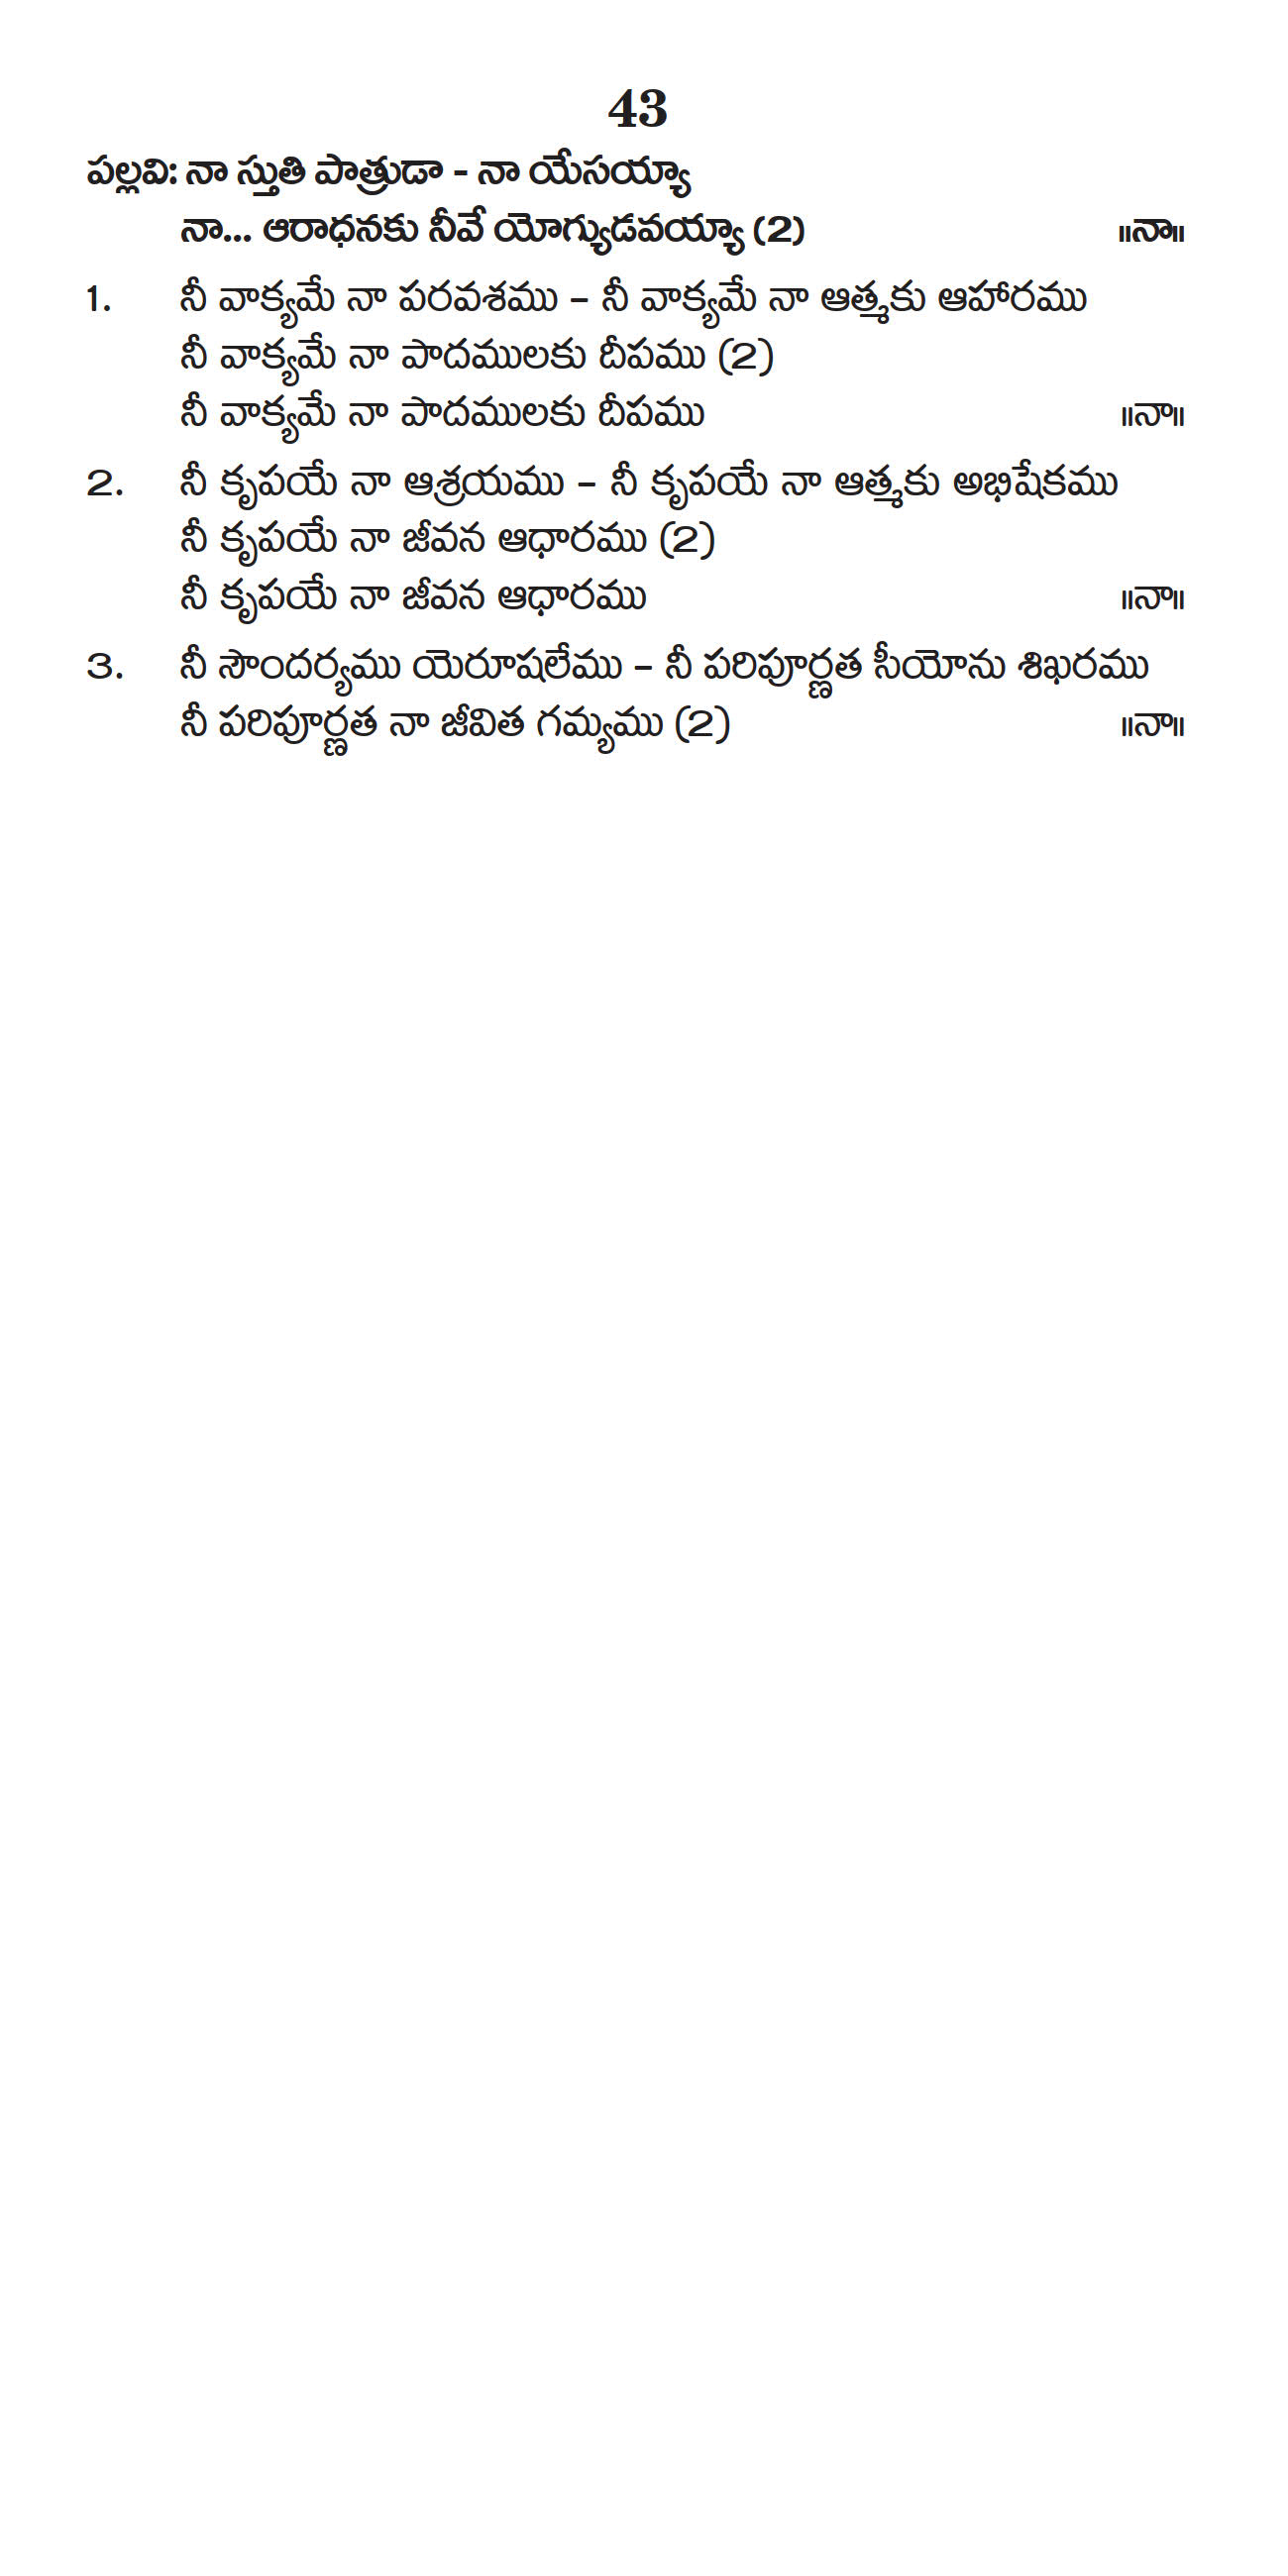 43
పల్లవి: నా స్తుతి పాత్రుడా - నా యేసయ్యా
నా... ఆరాధనకు నీవే యోగ్యుడవయ్యా (2) ॥నా॥
1. నీ వాక్యమే నా పరవశము – నీ వాక్యమే నా ఆత్మకు ఆహారము
నీ వాక్యమే నా పాదములకు దీపము (2)
నీ వాక్యమే నా పాదములకు దీపము ॥నా॥
2. నీ కృపయే నా ఆశ్రయము – నీ కృపయే నా ఆత్మకు అభిషేకము
నీ కృపయే నా జీవన ఆధారము (2)
నీ కృపయే నా జీవన ఆధారము ॥నా॥
3. నీ సౌందర్యము యెరూషలేము – నీ పరిపూర్ణత సీయోను శిఖరము
నీ పరిపూర్ణత నా జీవిత గమ్యము (2) ॥నా॥